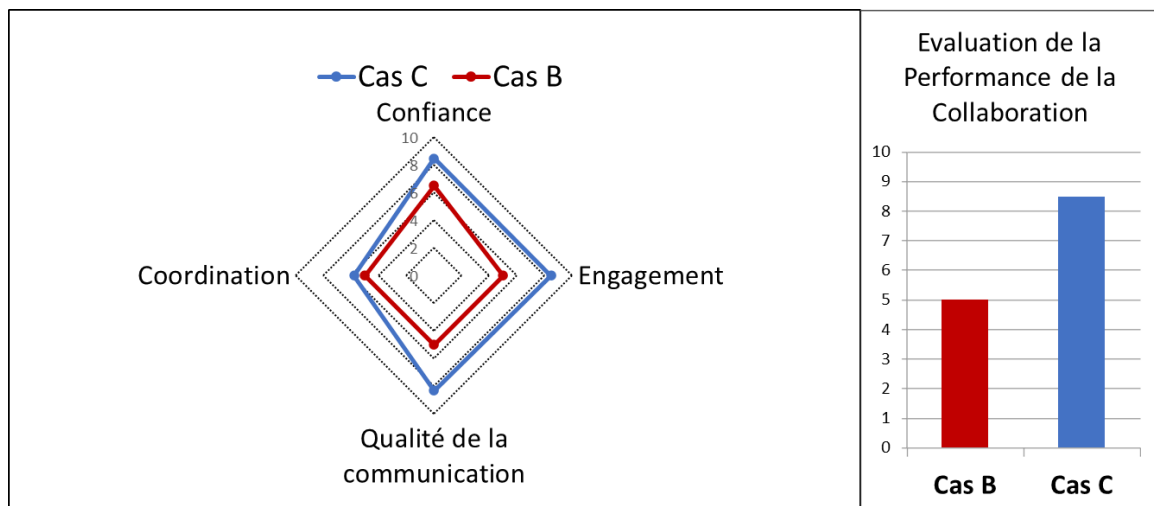 Cas C Cas B
Confiance
10
8
6
4
2
0
Coordination
Engagement
Qualité de la
communication
Evaluation de la
Performance de la
Collaboration
10
9
8
7
6
5
4
3
2
1
0
Cas B Cas C